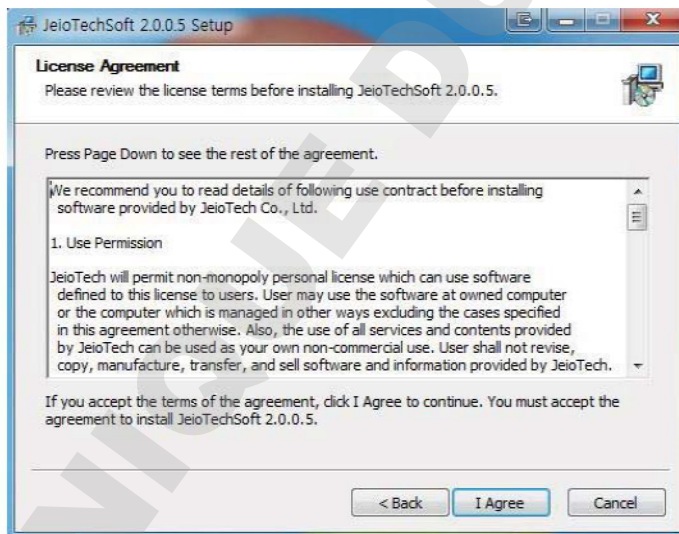 JeioTechSoft 2.0.0.5 Setup
License Agreement
Please review the license terms before installing JeioTechSoft 2.0.0.5.
Press Page Down to see the rest of the agreement.
We recommend you to read details of following use contract before installing
software provided by JeioTech Co., Ltd.
1. Use Permission
JeioTech will permit non-monopoly personal license which can use software
defined to this license to users. User may use the software at owned computer
or the computer which is managed in other ways excluding the cases specified
in this agreement otherwise. Also, the use of all services and contents provided
by JeioTech can be used as your own non-commercial use. User shall not revise,
copy, manufacture, transfer, and sell software and information provided by JeioTech.
If you accept the terms of the agreement, click I Agree to continue. You must accept the
agreement to install JeioTechSoft 2.0.0.5.
< Back I Agree Cancel
NIQUE D